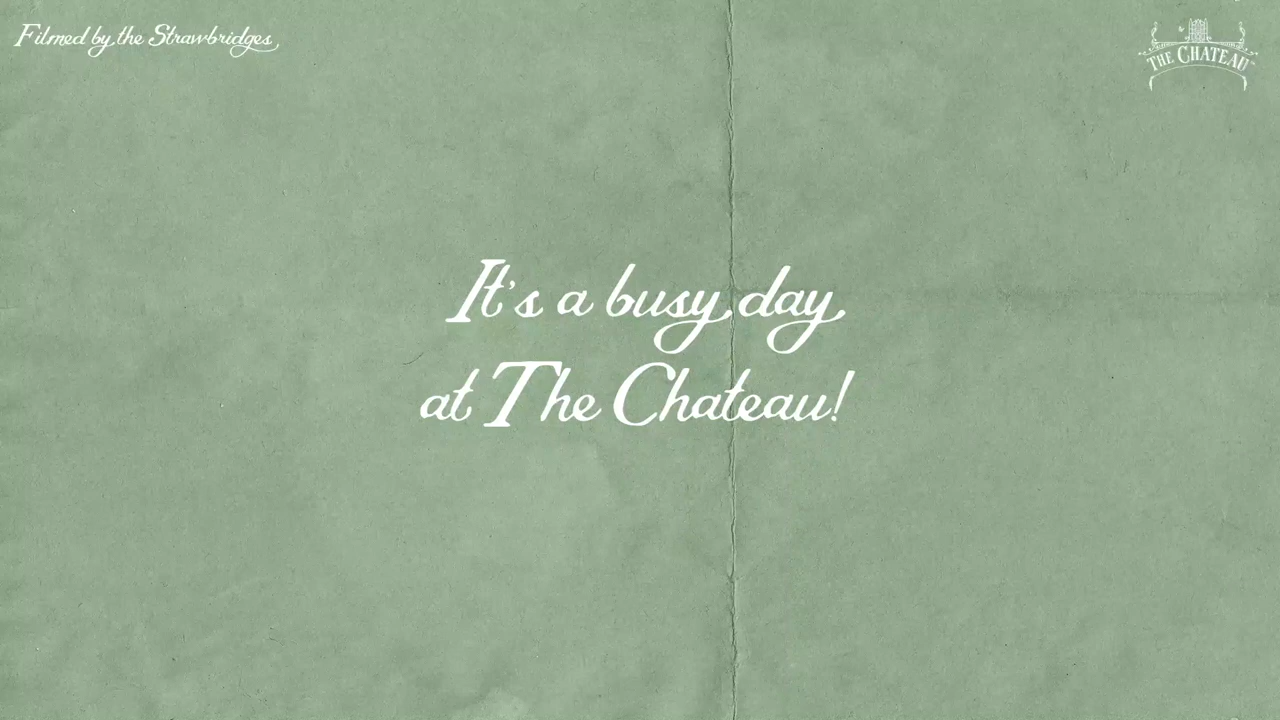 Filmed by the Strawbridges
THE CHATEAU
It's a busy day
at The Chateau!